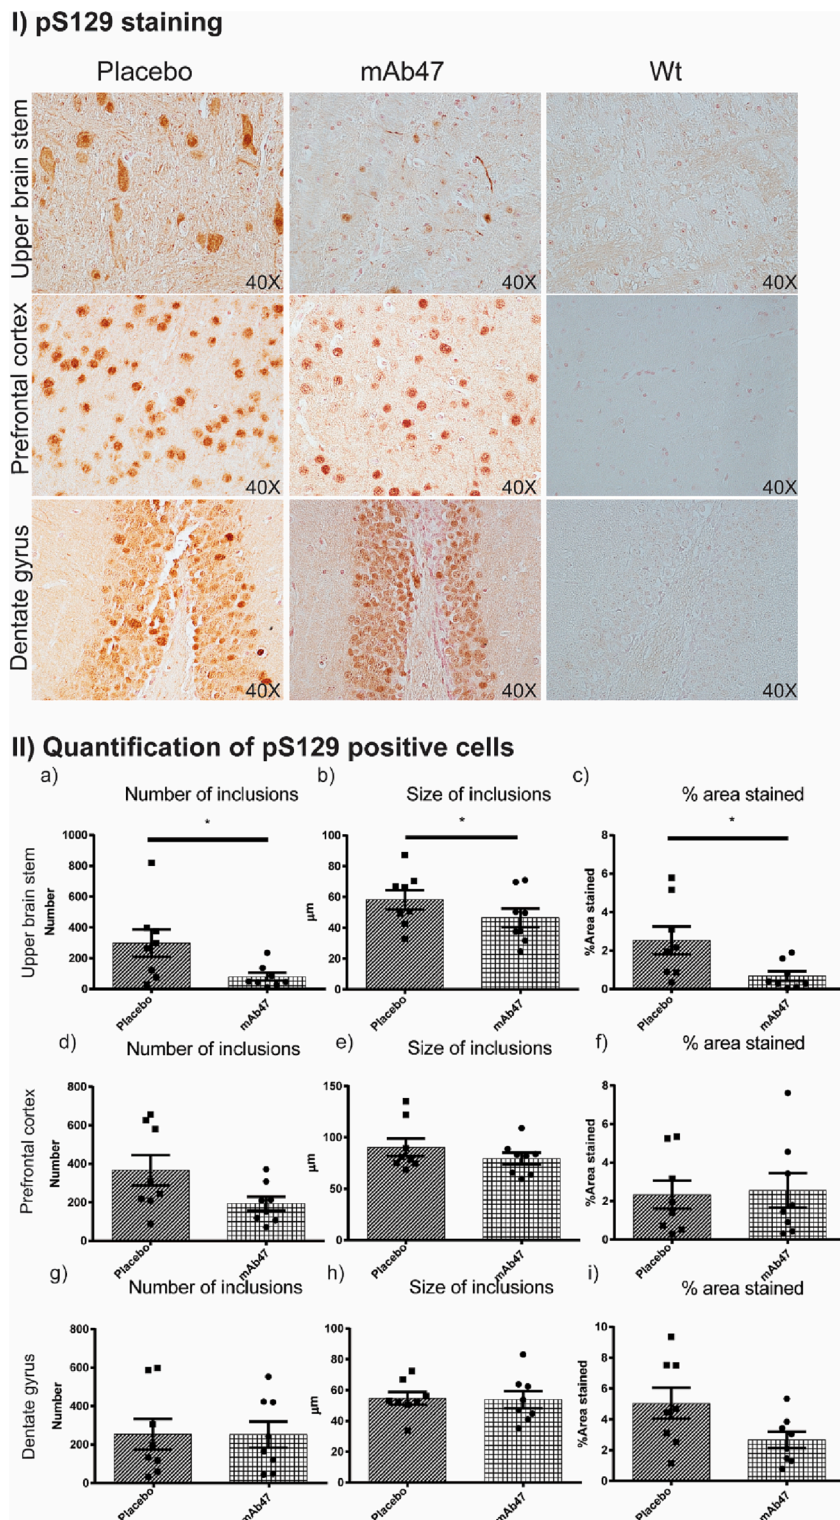 I) pS129 staining
Placebo mAb47 Wt
Upper brain stem
40X 40X 40X
Prefrontal cortex
40X 40X 40X
Dentate gyrus
40X 40X 40X
II) Quantification of pS129 positive cells
a) b) c)
Number of inclusions Size of inclusions % area stained
Upper brain stem
Number
1000
800
600
400
200
0
*
Placebo mAb47
µm
100
80
60
40
20
0
*
Placebo mAb47
%Area stained
8
6
4
2
0
*
Placebo mAb47
d) e) f)
Number of inclusions Size of inclusions % area stained
Prefrontal cortex
Number
800
600
400
200
0
Placebo mAb47
µm
150
100
50
0
Placebo mAb47
%Area stained
8
6
4
2
0
Placebo mAb47
g) h) i)
Number of inclusions Size of inclusions % area stained
Dentate gyrus
Number
800
600
400
200
0
Placebo mAb47
µm
100
80
60
40
20
0
Placebo mAb47
%Area stained
10
8
6
4
2
0
Placebo mAb47